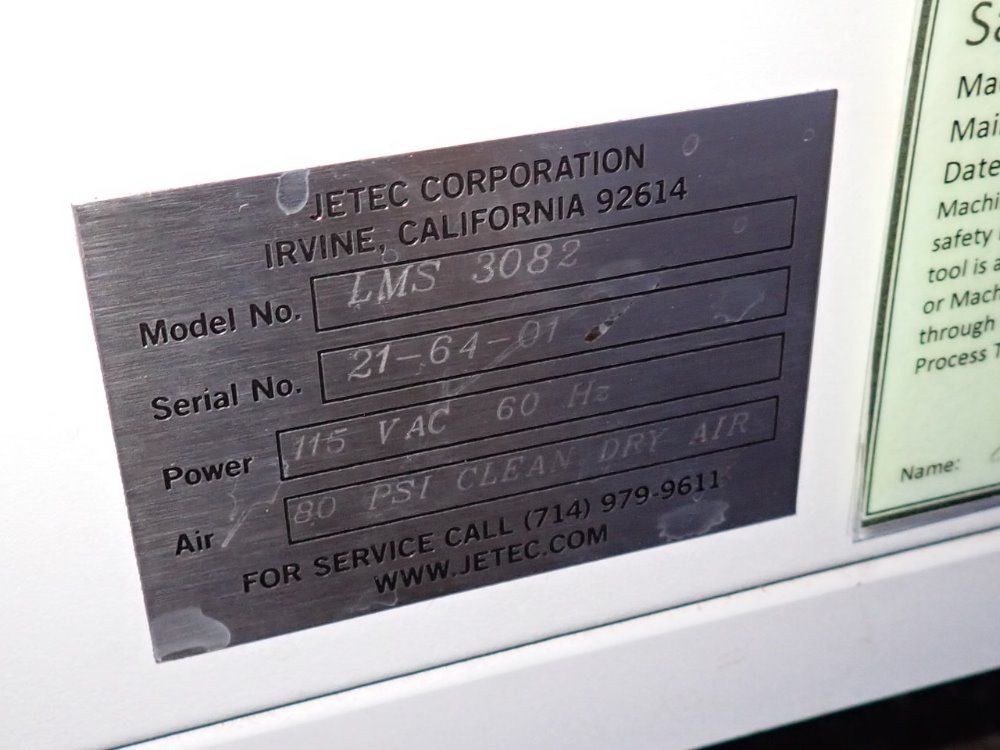 JETEC CORPORATION
IRVINE, CALIFORNIA 92614
Model No. LMS 3082
Serial No. 21-64-01
Power 115 VAC 60 Hz
Air 80 PSI CLEAN DRY AIR
FOR SERVICE CALL (714) 979-9611
WWW.JETEC.COM
Date
safety
tool is a
or Mach
through
Process
Name: